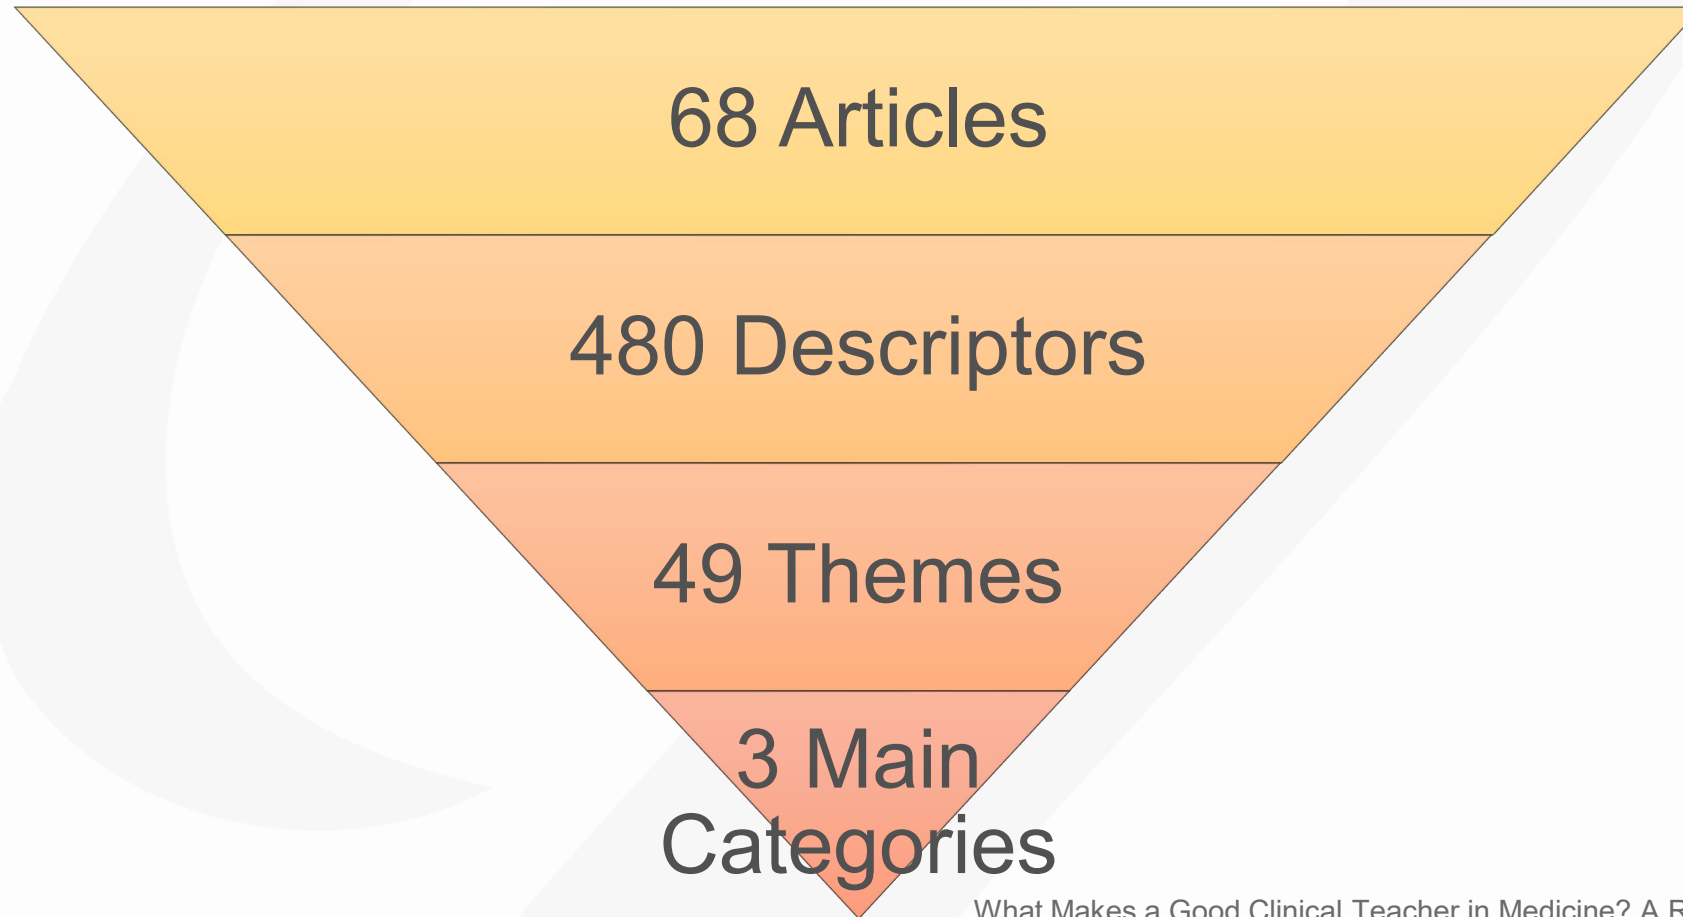 68 Articles
480 Descriptors
49 Themes
3 Main
Categories
What Makes a Good Clinical Teacher in Medicine? A R